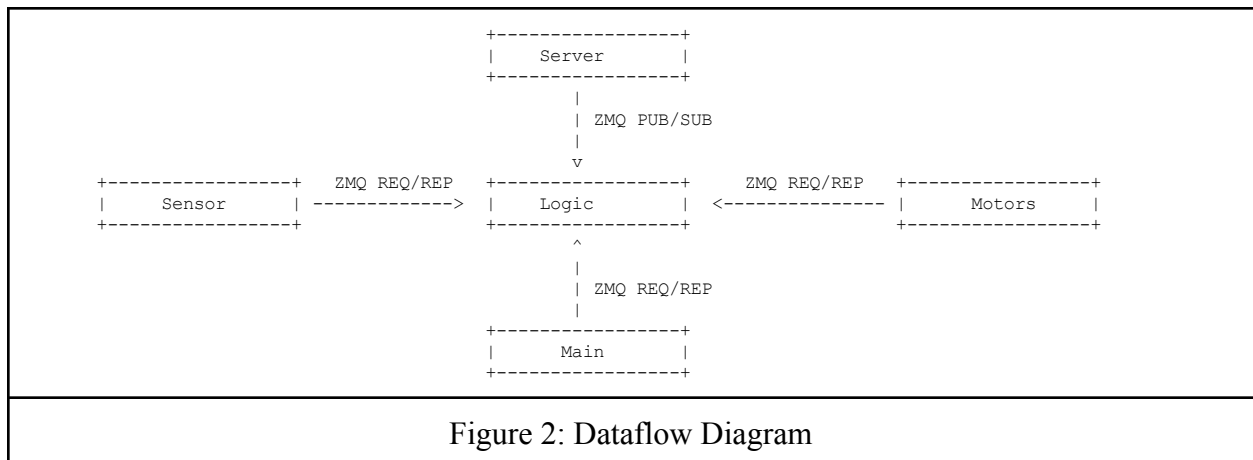 +-----------------+
|    Server       |
+-----------------+
|
| ZMQ PUB/SUB
|
v
+-----------------+   ZMQ REQ/REP   +-----------------+   ZMQ REQ/REP   +----------------+
|     Sensor      | ------------->  |    Logic        |  <--------------- |      Motors      |
+-----------------+   +-----------------+   +----------------+
^
|
| ZMQ REQ/REP
|
+-----------------+
|      Main       |
+-----------------+
Figure 2: Dataflow Diagram